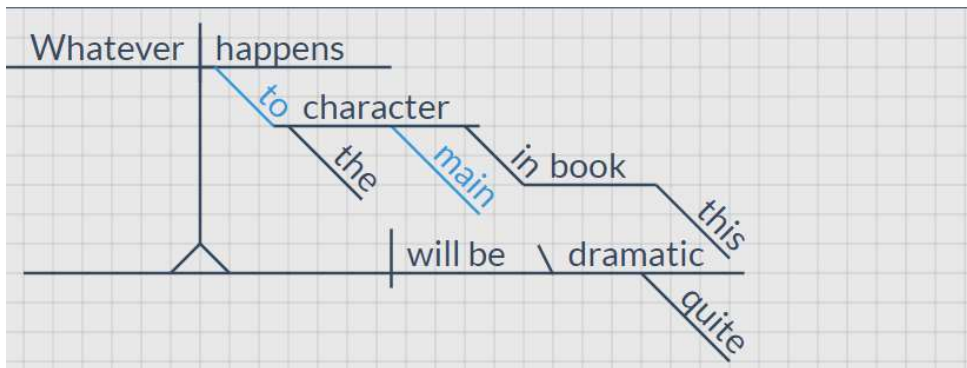 Whatever happens
to character
the main in book
this
will be dramatic
quite